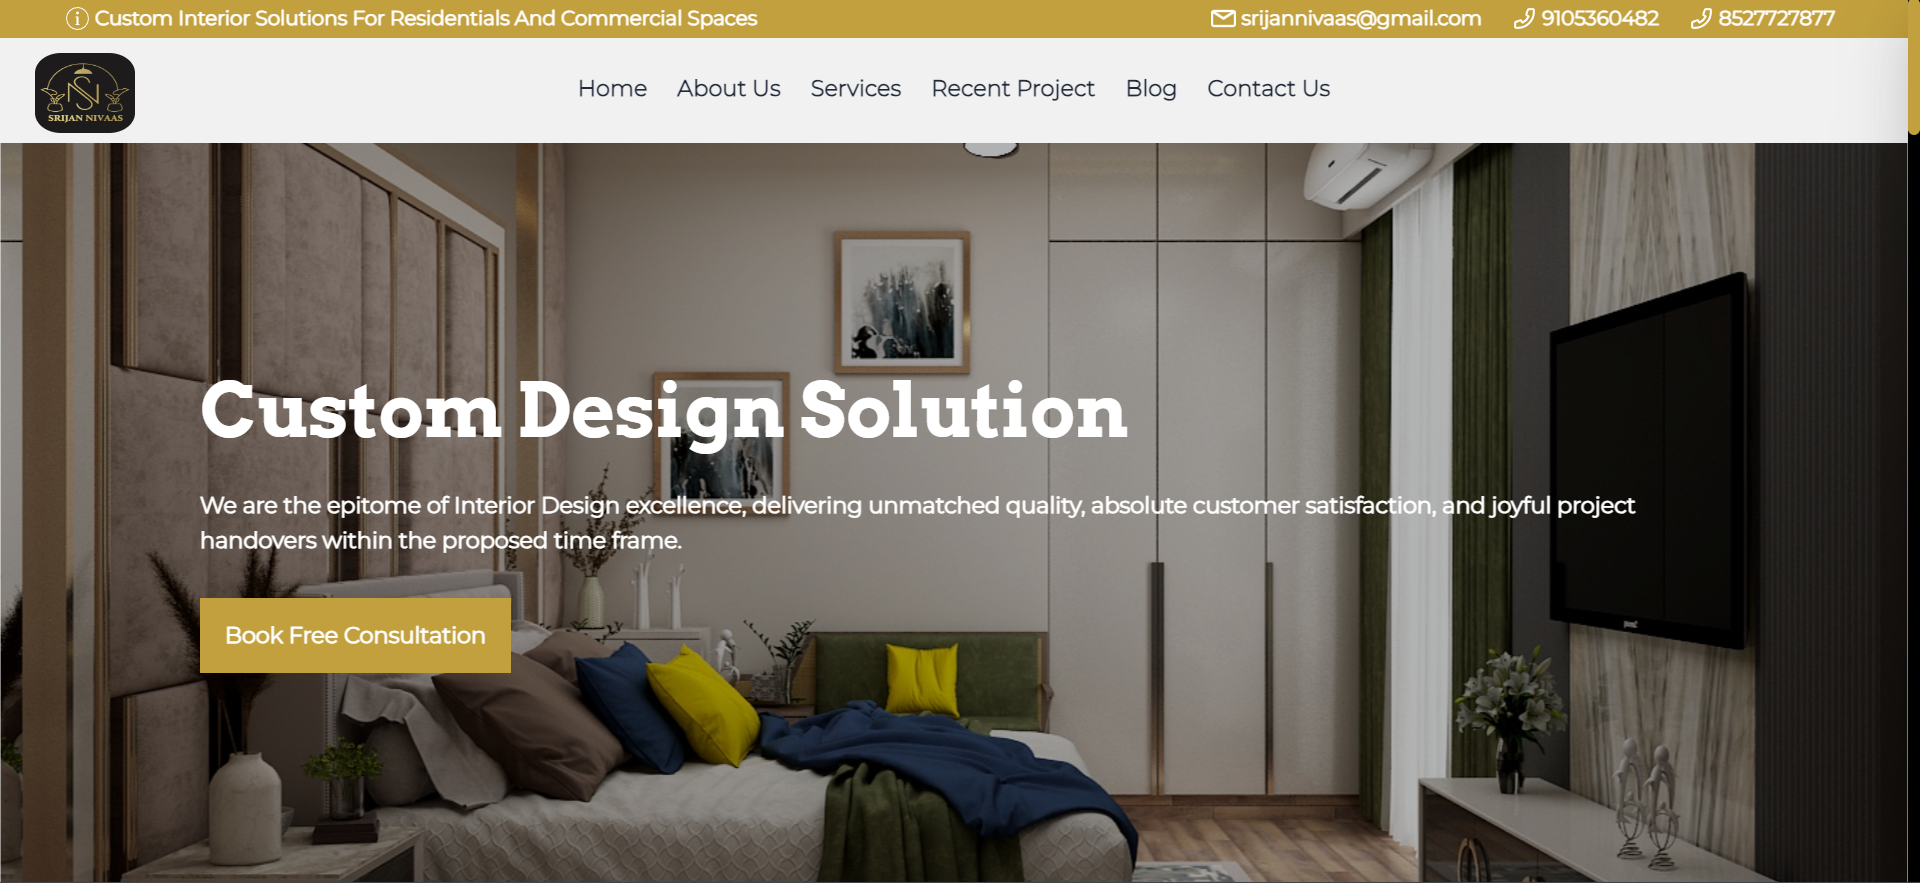 Custom Interior Solutions For Residentials And Commercial Spaces
srijannivaas@gmail.com
9105360482
8527727877
SN
SRIJAN NIVAAS
Home
About Us
Services
Recent Project
Blog
Contact Us
Custom Design Solution
We are the epitome of Interior Design excellence, delivering unmatched quality, absolute customer satisfaction, and joyful project
handovers within the proposed time frame.
Book Free Consultation